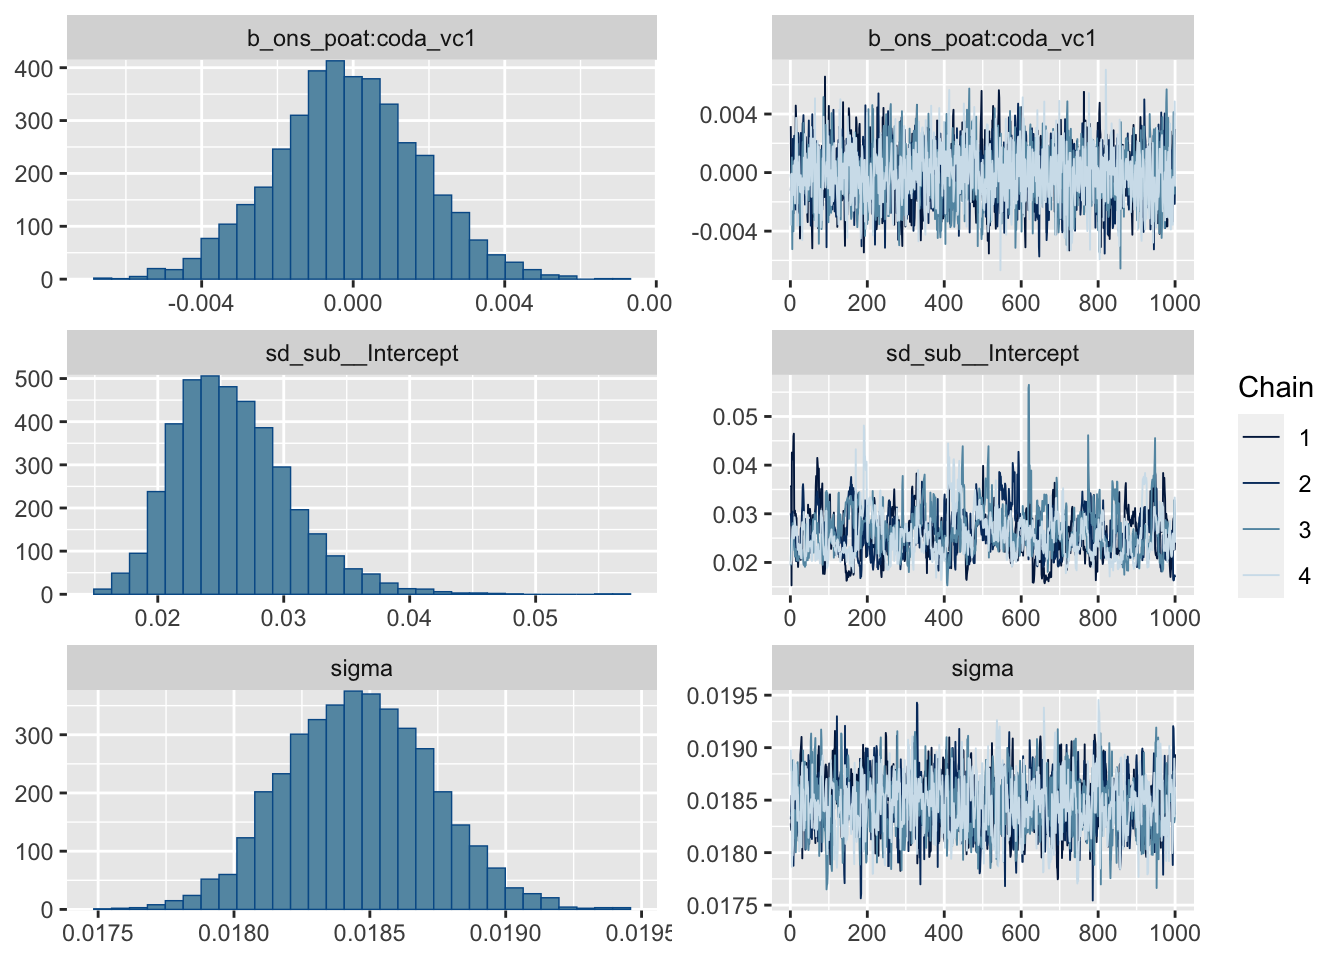 b_ons_poat:coda_vc1
400
300
200
100
0
-0.004 0.000 0.004 0.00
b_ons_poat:coda_vc1
0.004
0.000
-0.004
0 200 400 600 800 1000
sd_sub__Intercept
500
400
300
200
100
0
0.02 0.03 0.04 0.05
sd_sub__Intercept
0.05
0.04
0.03
0.02
0 200 400 600 800 1000
sigma
300
200
100
0
0.0175 0.0180 0.0185 0.0190 0.0195
sigma
0.0195
0.0190
0.0185
0.0180
0.0175
0 200 400 600 800 1000
Chain
1
2
3
4